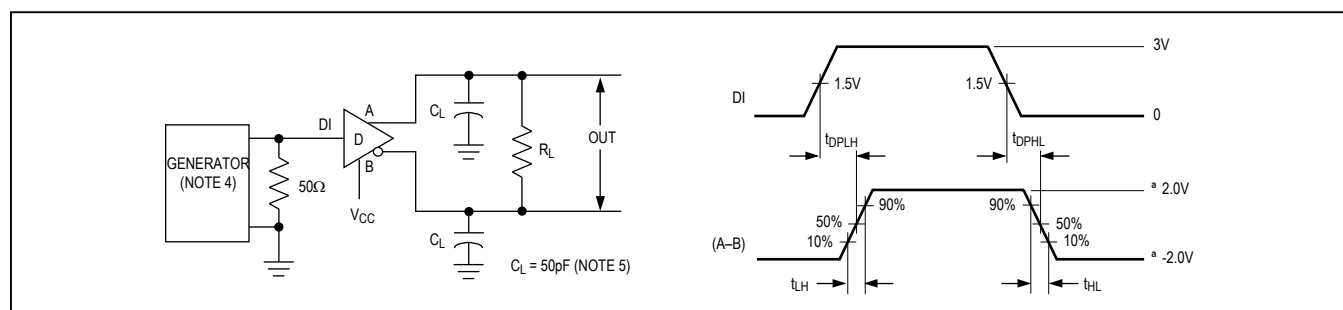 GENERATOR
(NOTE 4)
50Ω
DI
D
A
B
VCC
CL
CL
RL
OUT
CL = 50pF (NOTE 5)
DI
1.5V
1.5V
3V
0
tDPLH
tDPHL
(A–B)
90%
50%
10%
90%
50%
10%
ª 2.0V
ª -2.0V
tLH
tHL